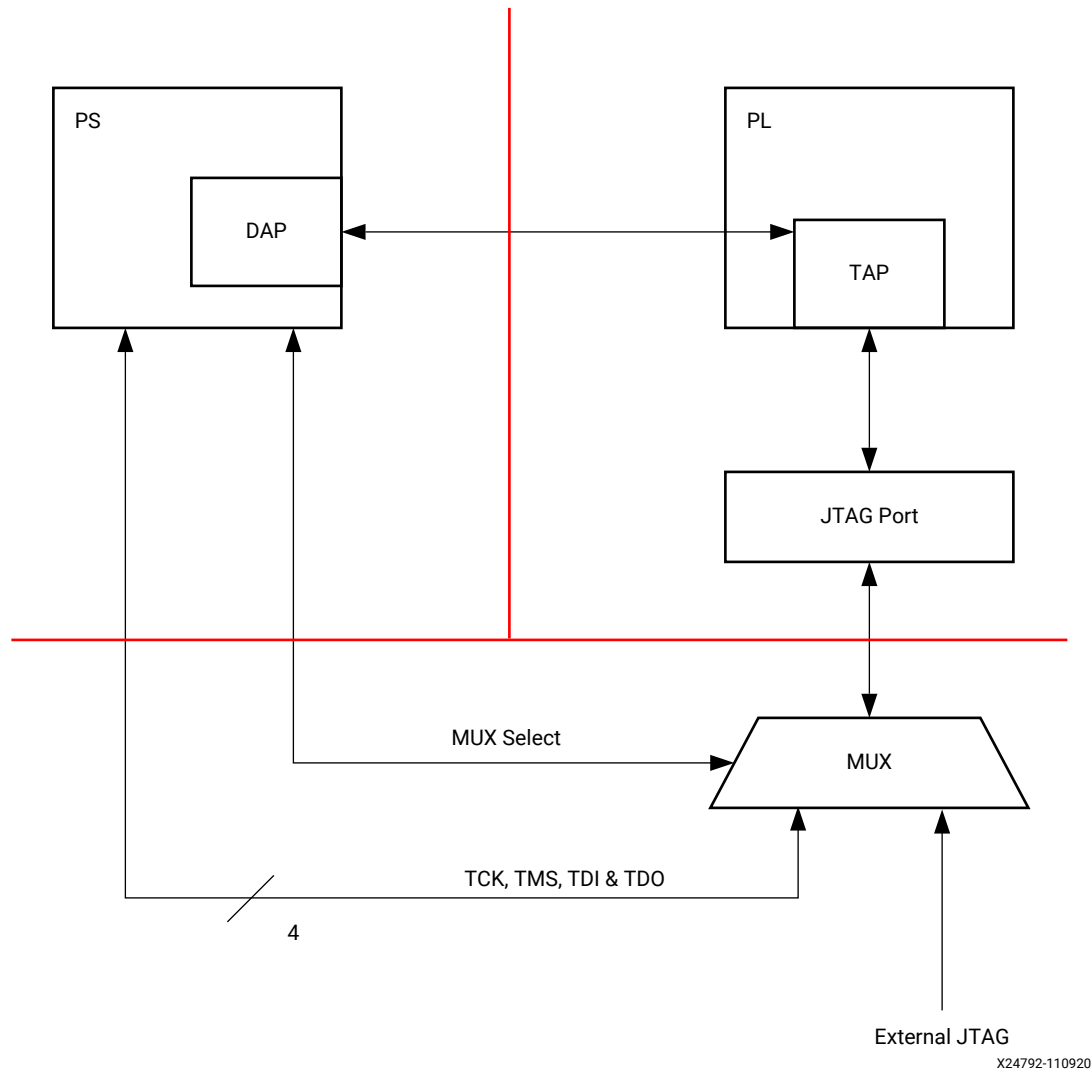 PS
PL
DAP
TAP
JTAG Port
MUX Select
MUX
TCK, TMS, TDI & TDO
4
External JTAG
X24792-110920